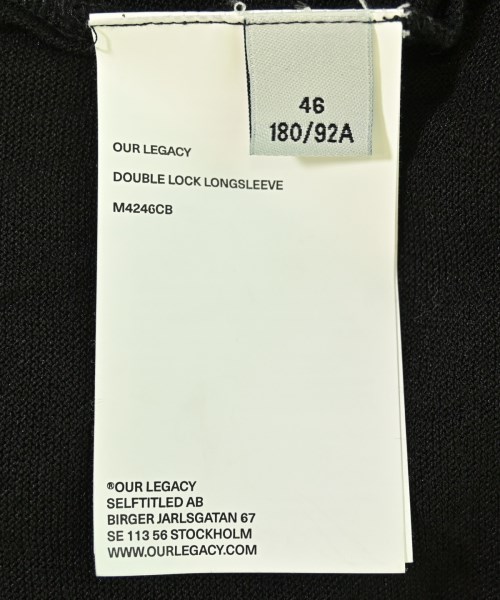 46
180/92A
OUR LEGACY
DOUBLE LOCK LONGSLEEVE
M4246CB
®OUR LEGACY
SELFTITLED AB
BIRGER JARLSGATAN 67
SE 113 56 STOCKHOLM
WWW.OURLEGACY.COM